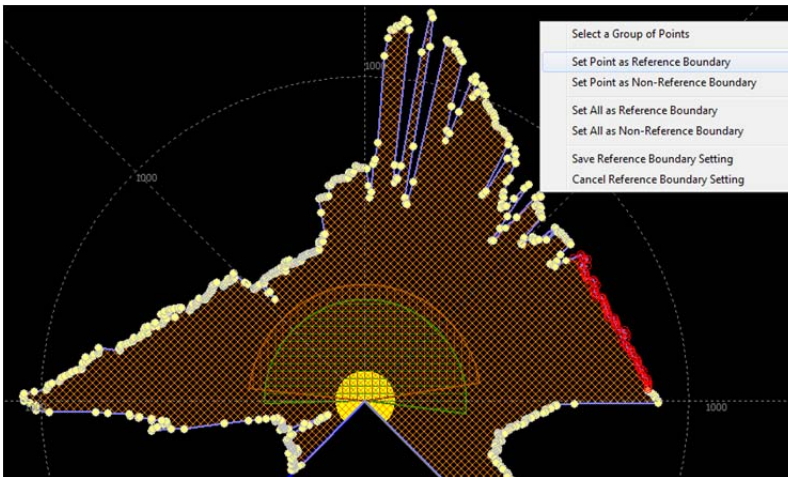 Select a Group of Points
Set Point as Reference Boundary
Set Point as Non-Reference Boundary
Set All as Reference Boundary
Set All as Non-Reference Boundary
Save Reference Boundary Setting
Cancel Reference Boundary Setting
1000
1000
1000